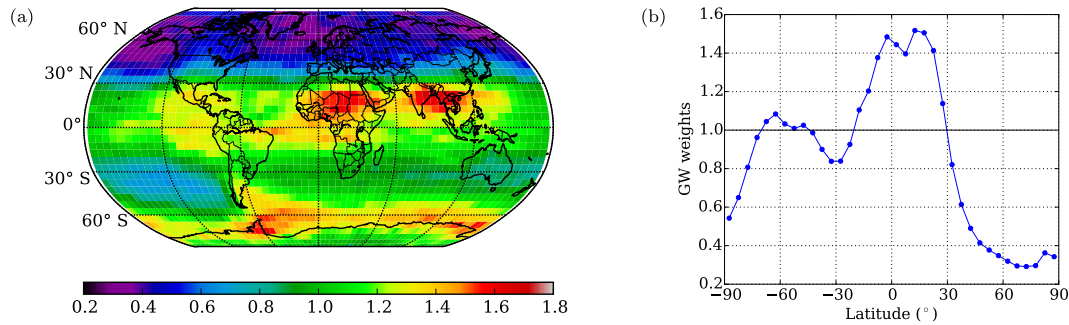 (a)
60° N
30° N
0°
30° S
60° S
0.2 0.4 0.6 0.8 1.0 1.2 1.4 1.6 1.8
(b)
GW weights
1.6
1.4
1.2
1.0
0.8
0.6
0.4
0.2
−90 −60 −30 0 30 60 90
Latitude (°)